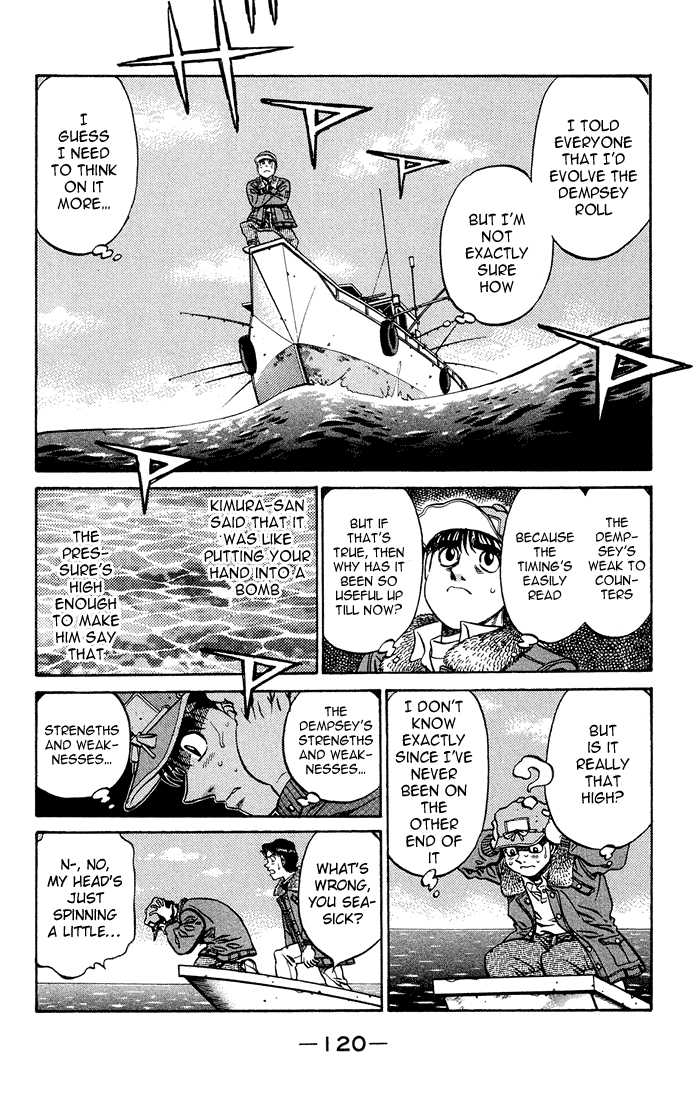 I TOLD
EVERYONE
THAT I'D
EVOLVE THE
DEMPSEY
ROLL
BUT I'M
NOT
EXACTLY
SURE
HOW
I
GUESS
I NEED
TO THINK
ON IT
MORE...
THE
DEMP-
SEY'S
WEAK TO
COUN-
TERS
BECAUSE
THE
TIMING'S
EASILY
READ
BUT IF
THAT'S
TRUE, THEN
WHY HAS IT
BEEN SO
USEFUL UP
TILL NOW?
KIMURA-SAN
SAID THAT IT
WAS LIKE
PUTTING YOUR
HAND INTO A
BOMB
THE
PRES-
SURE'S
HIGH
ENOUGH
TO MAKE
HIM SAY
THAT
BUT
IS IT
REALLY
THAT
HIGH?
I DON'T
KNOW
EXACTLY
SINCE I'VE
NEVER
BEEN ON
THE
OTHER
END OF
IT
?
THE
DEMPSEY'S
STRENGTHS
AND WEAK-
NESSES...
STRENGTHS
AND WEAK-
NESSES...
WHAT'S
WRONG,
YOU SEA-
SICK?
N-, NO,
MY HEAD'S
JUST
SPINNING
A LITTLE...
—120—